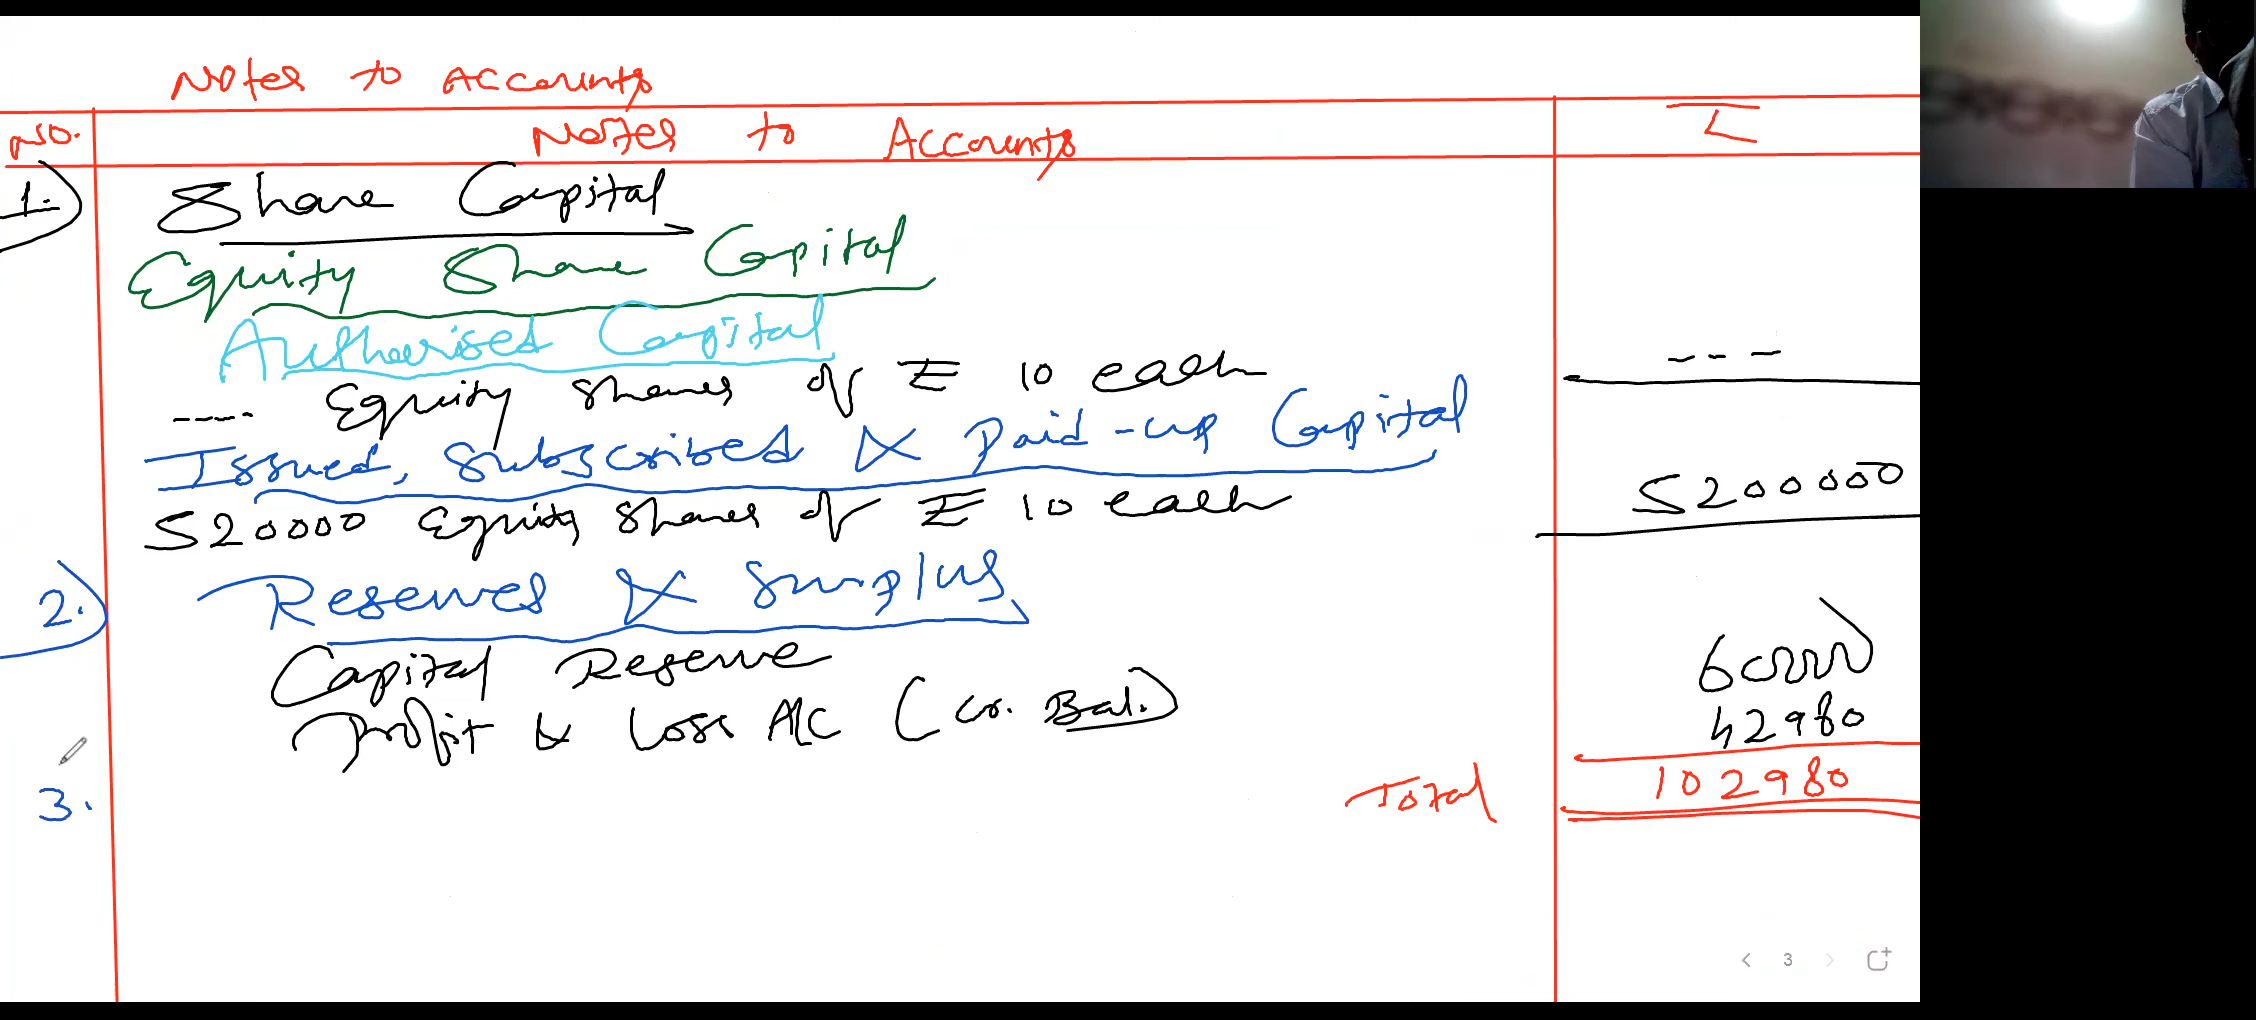 Notes to Accounts
No. Notes to Accounts ₹
1. Share Capital
Equity Share Capital
Authorised Capital
---- Equity shares of ₹ 10 each ---
Issued, Subscribed & Paid-up Capital
520000 Equity Shares of ₹ 10 each 5200000
2. Reserves & Surplus
Capital Reserve 60000
Profit & Loss A/C (Cr. Bal.) 42980
3.
Total 102980
3